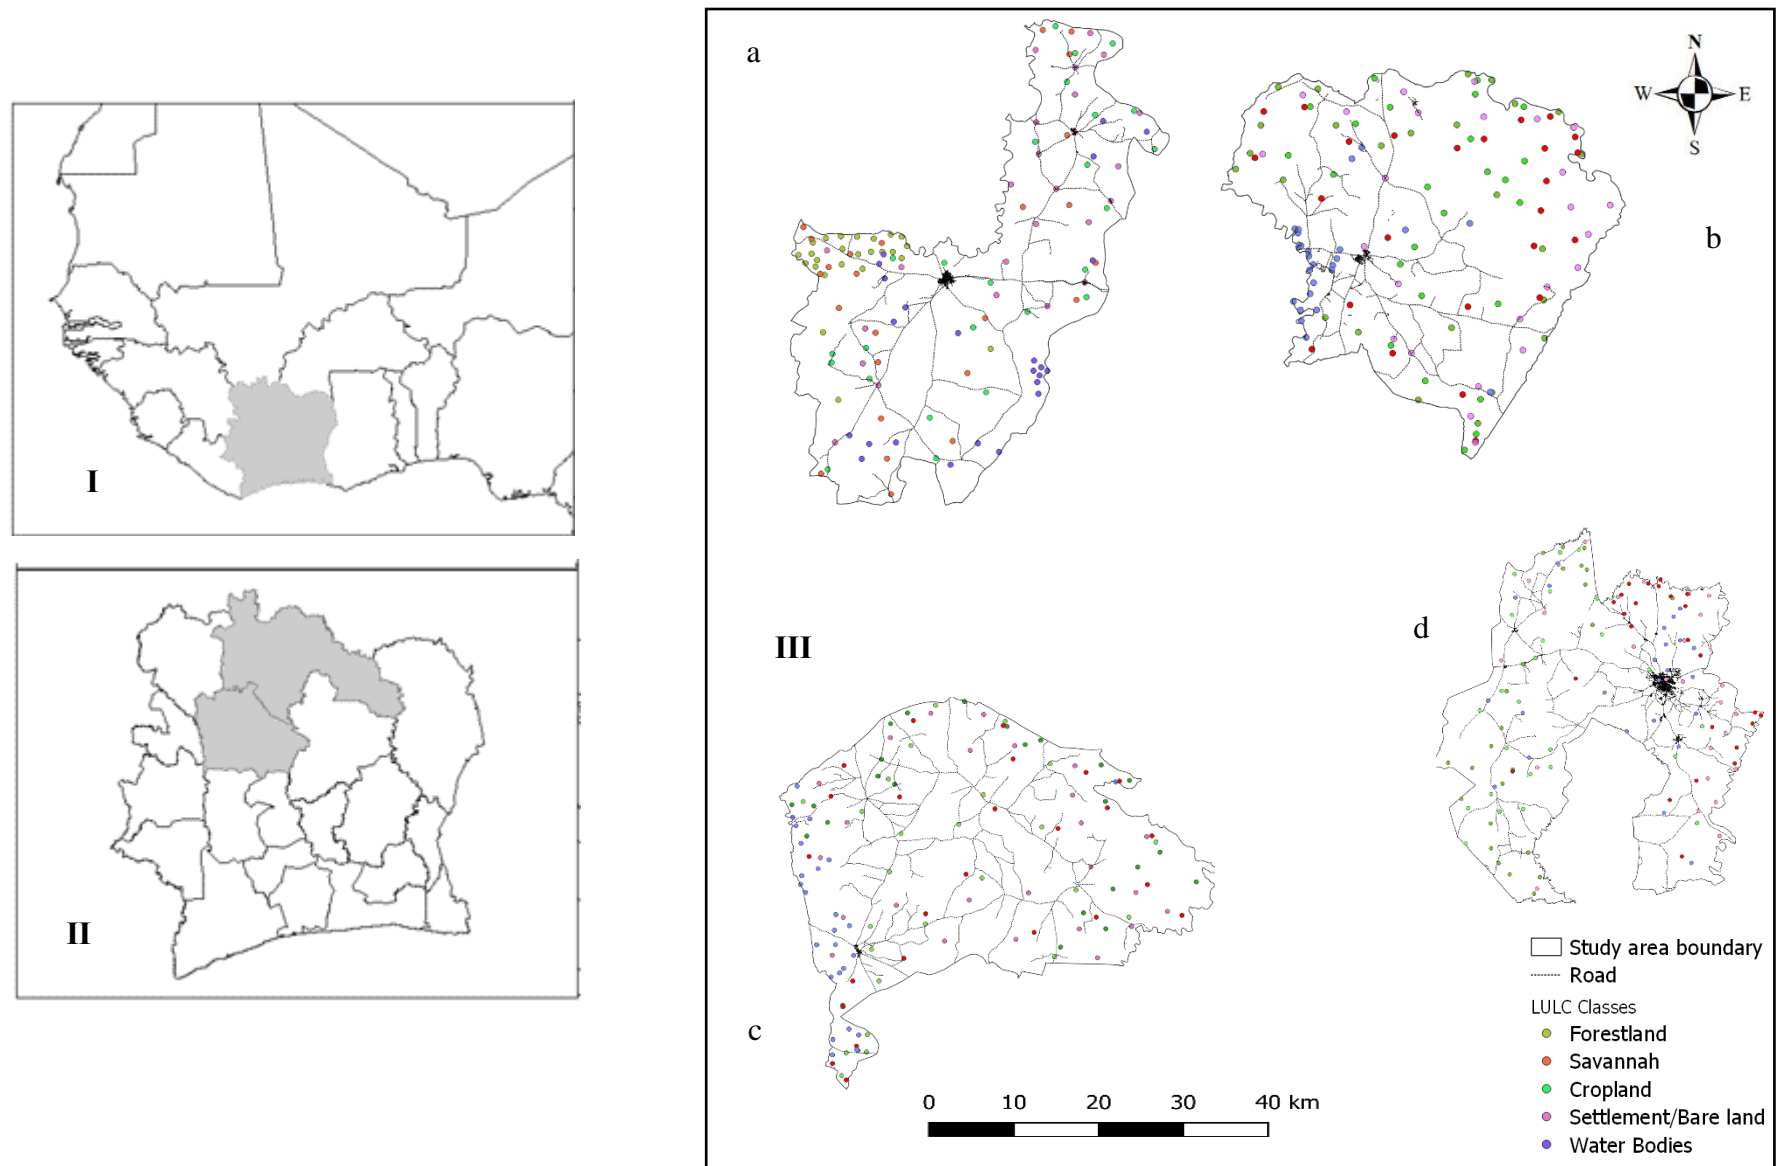 I
II
III
a
b
c
d
N
W E
S
Study area boundary
Road
LULC Classes
Forestland
Savannah
Cropland
Settlement/Bare land
Water Bodies
0 10 20 30 40 km